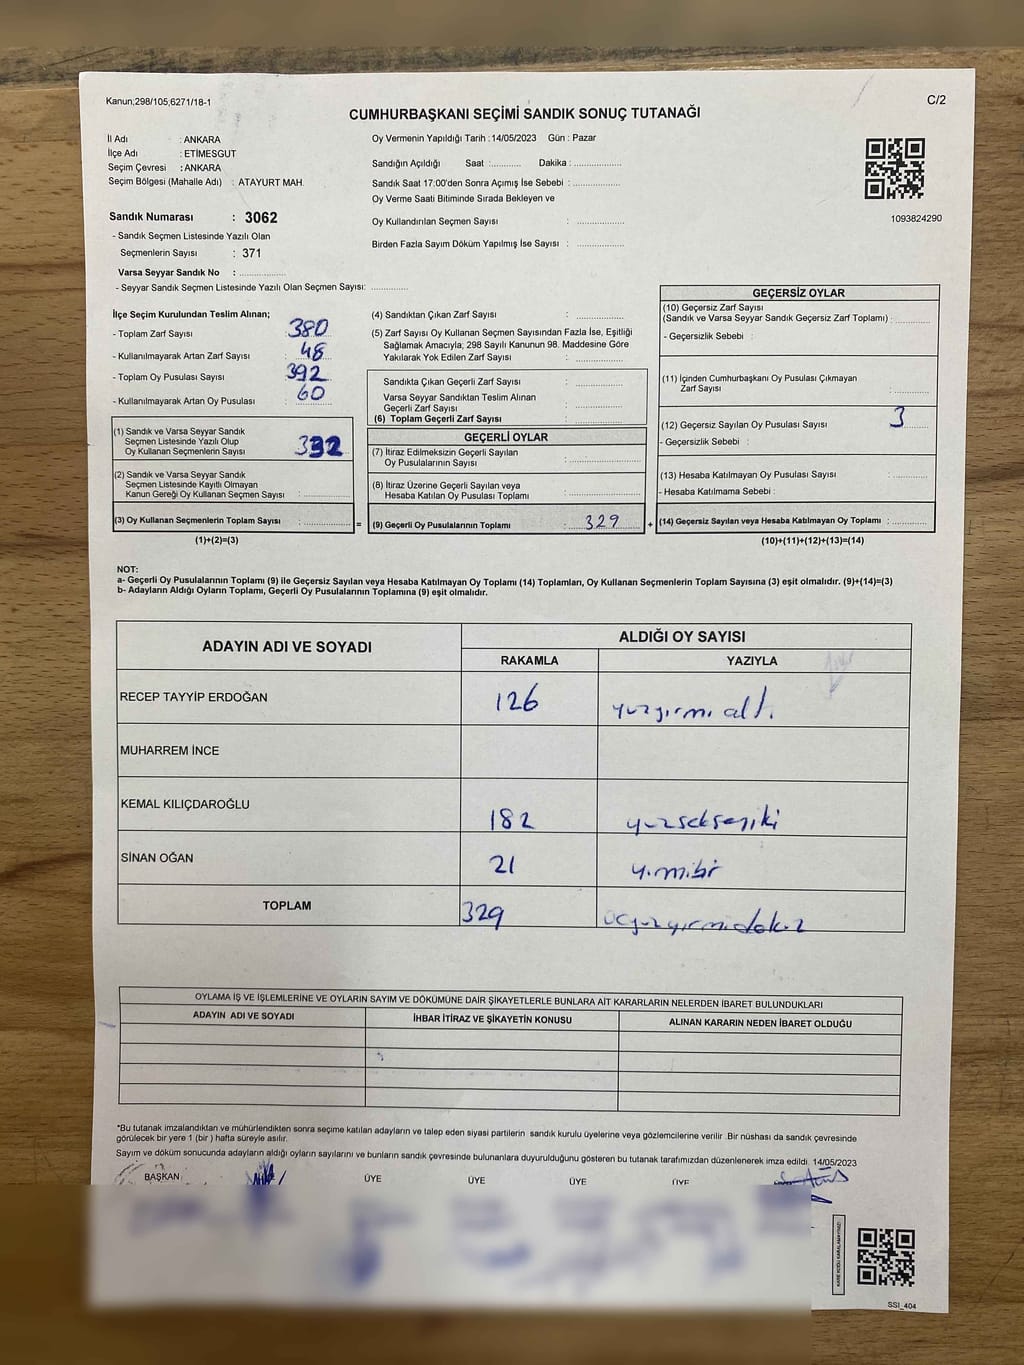 Kanun;298/105;6271/18-1
C/2
CUMHURBAŞKANI SEÇİMİ SANDIK SONUÇ TUTANAĞI
İl Adı : ANKARA
İlçe Adı : ETİMESGUT
Seçim Çevresi : ANKARA
Seçim Bölgesi (Mahalle Adı) : ATAYURT MAH.
Sandık Numarası : 3062
- Sandık Seçmen Listesinde Yazılı Olan
Seçmenlerin Sayısı : 371
Varsa Seyyar Sandık No : ..............
- Seyyar Sandık Seçmen Listesinde Yazılı Olan Seçmen Sayısı: ............
Oy Vermenin Yapıldığı Tarih : 14/05/2023 Gün : Pazar
Sandığın Açıldığı Saat :.......... Dakika : ................
Sandık Saat 17:00'den Sonra Açımış İse Sebebi : ................
Oy Verme Saati Bitiminde Sırada Bekleyen ve
Oy Kullandırılan Seçmen Sayısı : ................
Birden Fazla Sayım Döküm Yapılmış İse Sayısı : ................
1093824290
İlçe Seçim Kurulundan Teslim Alınan;
- Toplam Zarf Sayısı : 380
- Kullanılmayarak Artan Zarf Sayısı : 48
- Toplam Oy Pusulası Sayısı : 392
- Kullanılmayarak Artan Oy Pusulası : 60
(1) Sandık ve Varsa Seyyar Sandık
Seçmen Listesinde Yazılı Olup
Oy Kullanan Seçmenlerin Sayısı : 332
(2) Sandık ve Varsa Seyyar Sandık
Seçmen Listesinde Kayıtlı Olmayan
Kanun Gereği Oy Kullanan Seçmen Sayısı : ................
(3) Oy Kullanan Seçmenlerin Toplam Sayısı : ................
(1)+(2)=(3)
=
(4) Sandıktan Çıkan Zarf Sayısı : ................
(5) Zarf Sayısı Oy Kullanan Seçmen Sayısından Fazla İse, Eşitliği
Sağlamak Amacıyla; 298 Sayılı Kanunun 98. Maddesine Göre
Yakılarak Yok Edilen Zarf Sayısı : ................
Sandıkta Çıkan Geçerli Zarf Sayısı : ................
Varsa Seyyar Sandıktan Teslim Alınan
Geçerli Zarf Sayısı : ................
(6) Toplam Geçerli Zarf Sayısı : ................
GEÇERLİ OYLAR
(7) İtiraz Edilmeksizin Geçerli Sayılan
Oy Pusulalarının Sayısı : ................
(8) İtiraz Üzerine Geçerli Sayılan veya
Hesaba Katılan Oy Pusulası Toplamı : ................
(9) Geçerli Oy Pusulalarının Toplamı : 329
+
GEÇERSİZ OYLAR
(10) Geçersiz Zarf Sayısı
(Sandık ve Varsa Seyyar Sandık Geçersiz Zarf Toplamı) : ..........
- Geçersizlik Sebebi :
(11) İçinden Cumhurbaşkanı Oy Pusulası Çıkmayan
Zarf Sayısı : ..........
(12) Geçersiz Sayılan Oy Pusulası Sayısı : 3
- Geçersizlik Sebebi :
(13) Hesaba Katılmayan Oy Pusulası Sayısı : ..........
- Hesaba Katılmama Sebebi :
(14) Geçersiz Sayılan veya Hesaba Katılmayan Oy Toplamı : ..........
(10)+(11)+(12)+(13)=(14)
NOT:
a- Geçerli Oy Pusulalarının Toplamı (9) ile Geçersiz Sayılan veya Hesaba Katılmayan Oy Toplamı (14) Toplamları, Oy Kullanan Seçmenlerin Toplam Sayısına (3) eşit olmalıdır. (9)+(14)=(3)
b- Adayların Aldığı Oyların Toplamı, Geçerli Oy Pusulalarının Toplamına (9) eşit olmalıdır.
ADAYIN ADI VE SOYADI
ALDIĞI OY SAYISI
RAKAMLA YAZIYLA
RECEP TAYYİP ERDOĞAN 126 yuzyirmi altı
MUHARREM İNCE
KEMAL KILIÇDAROĞLU 182 yuzsekseniki
SİNAN OĞAN 21 yirmibir
TOPLAM 329 ucyuzyirmidokuz
OYLAMA İŞ VE İŞLEMLERİNE VE OYLARIN SAYIM VE DÖKÜMÜNE DAİR ŞİKAYETLERLE BUNLARA AİT KARARLARIN NELERDEN İBARET BULUNDUKLARI
ADAYIN ADI VE SOYADI İHBAR İTİRAZ VE ŞİKAYETİN KONUSU ALINAN KARARIN NEDEN İBARET OLDUĞU
*Bu tutanak imzalandıktan ve mühürlendikten sonra seçime katılan adayların ve talep eden siyasi partilerin sandık kurulu üyelerine veya gözlemcilerine verilir .Bir nüshası da sandık çevresinde
görülecek bir yere 1 (bir ) hafta süreyle asılır.
Sayım ve döküm sonucunda adayların aldığı oyların sayılarını ve bunların sandık çevresinde bulunanlara duyurulduğunu gösteren bu tutanak tarafımızdan düzenlenerek imza edildi. 14/05/2023
BAŞKAN ÜYE ÜYE ÜYE ÜYE
SSI_404